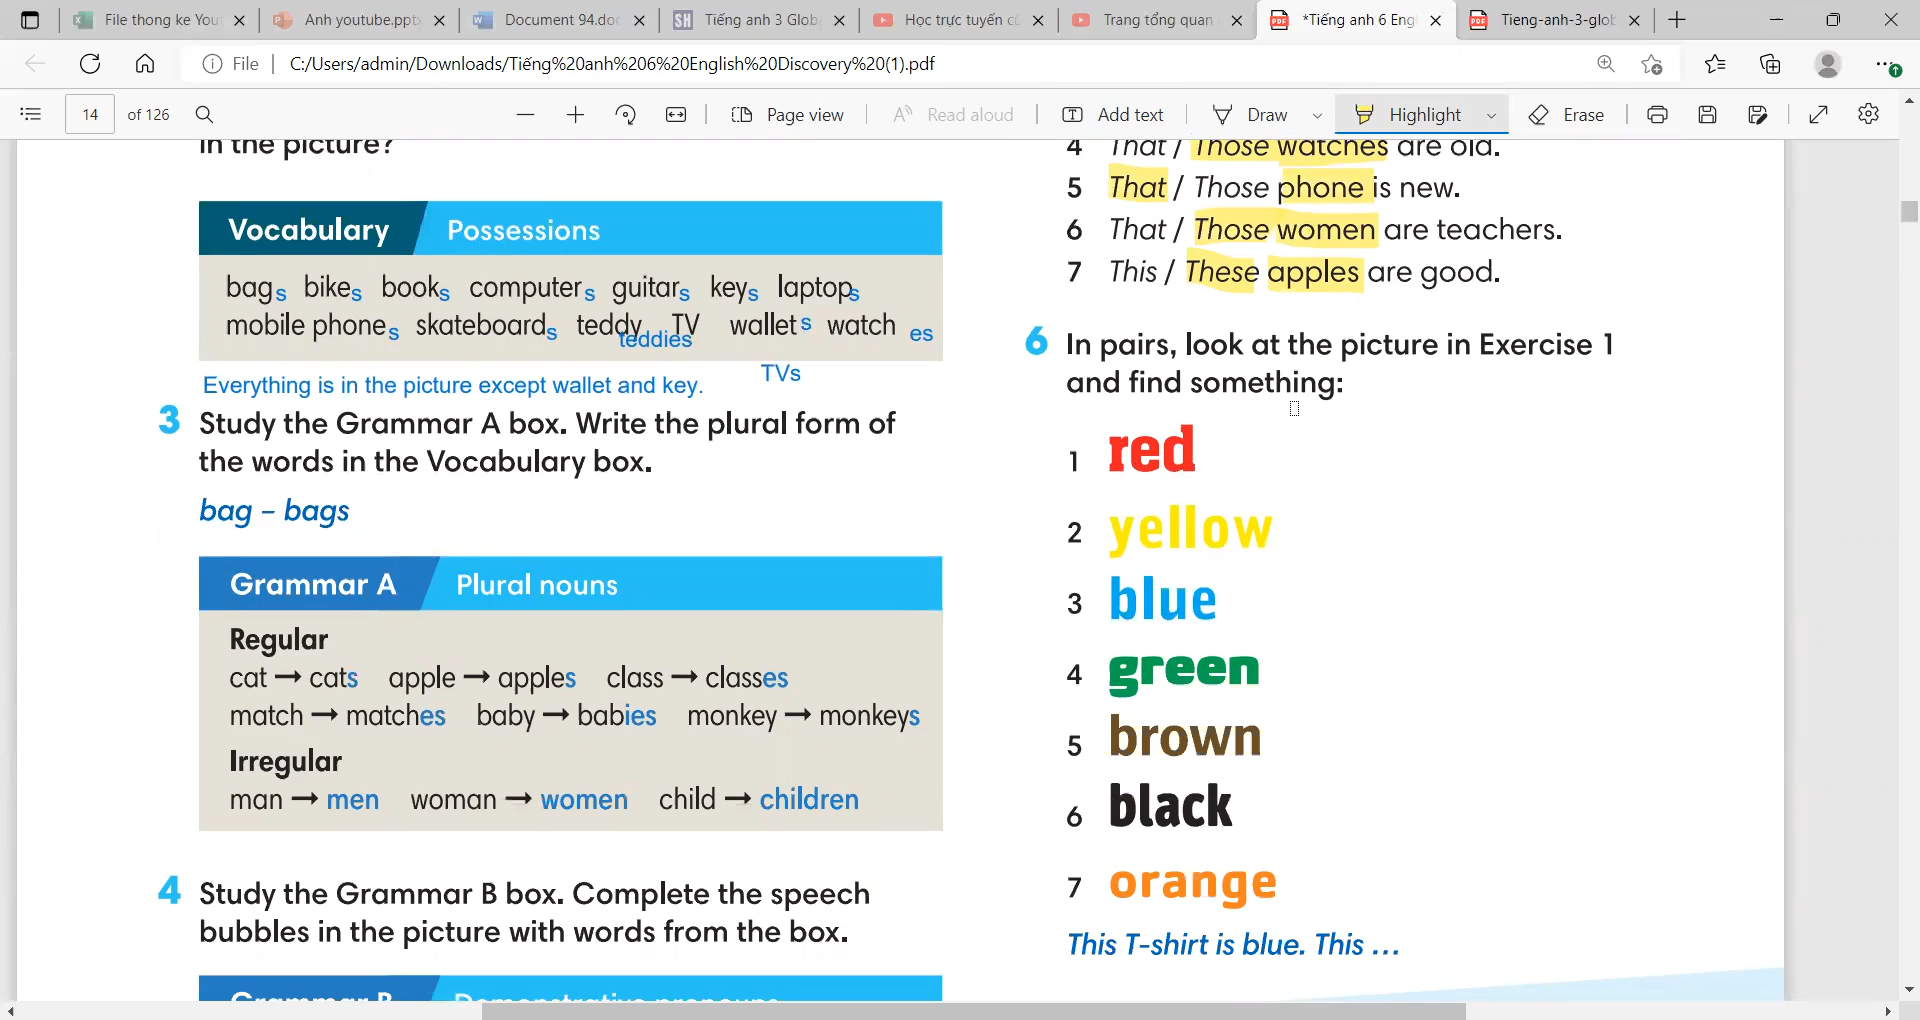 File thong ke You
Anh youtube.pptx
Document 94.doc
SH Tiếng anh 3 Globa
Học trực tuyến cù
Trang tổng quan
PDF *Tiếng anh 6 Engl
PDF Tieng-anh-3-glob
File | C:/Users/admin/Downloads/Tiếng%20anh%206%20English%20Discovery%20(1).pdf
14 of 126 Page view Read aloud Add text Draw Highlight Erase
in the picture?
Vocabulary Possessions
bags bikes books computers guitars keys laptops
mobile phones skateboards teddy TV wallets watch es
teddies
TVs
Everything is in the picture except wallet and key.
3 Study the Grammar A box. Write the plural form of
the words in the Vocabulary box.
bag – bags
Grammar A Plural nouns
Regular
cat → cats apple → apples class → classes
match → matches baby → babies monkey → monkeys
Irregular
man → men woman → women child → children
4 Study the Grammar B box. Complete the speech
bubbles in the picture with words from the box.
Grammar B Demonstrative pronouns
4 That / Those watches are old.
5 That / Those phone is new.
6 That / Those women are teachers.
7 This / These apples are good.
6 In pairs, look at the picture in Exercise 1
and find something:
1 red
2 yellow
3 blue
4 green
5 brown
6 black
7 orange
This T-shirt is blue. This …